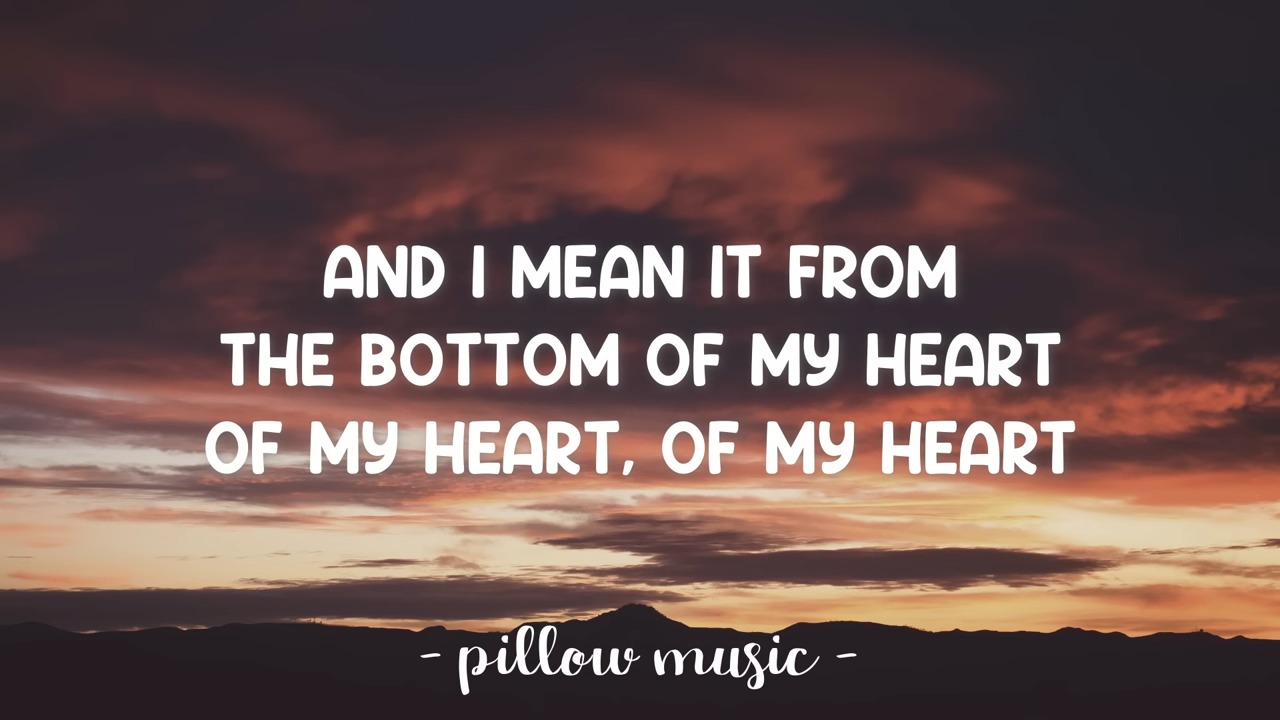 AND I MEAN IT FROM
THE BOTTOM OF MY HEART
OF MY HEART, OF MY HEART
- pillow music -